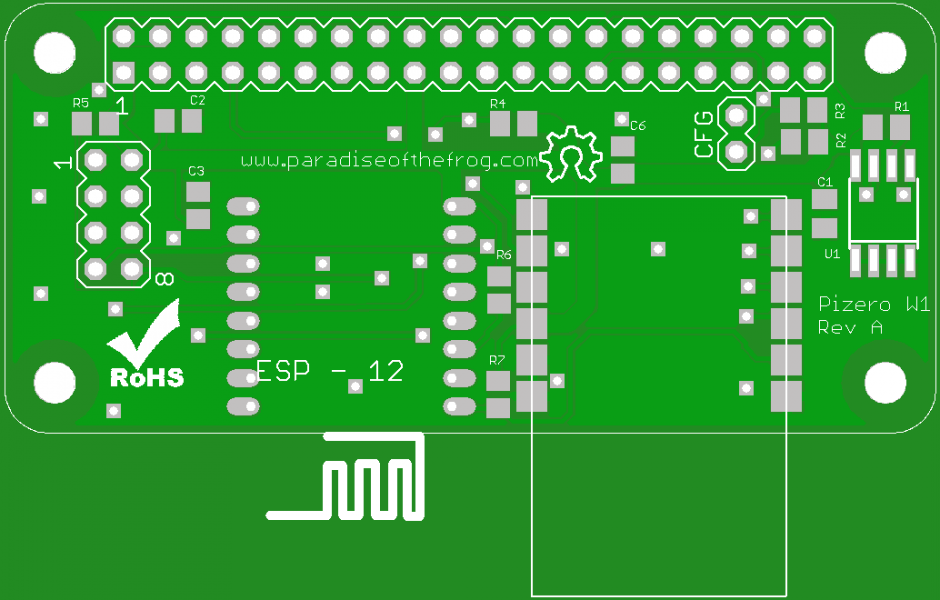 R5
1
C2
R4
C6
CFG
R3
R2
R1
1
www.paradiseofthefrog.com
C3
C1
U1
R6
8
Pizero W1
Rev A
RoHS
ESP - 12
R7